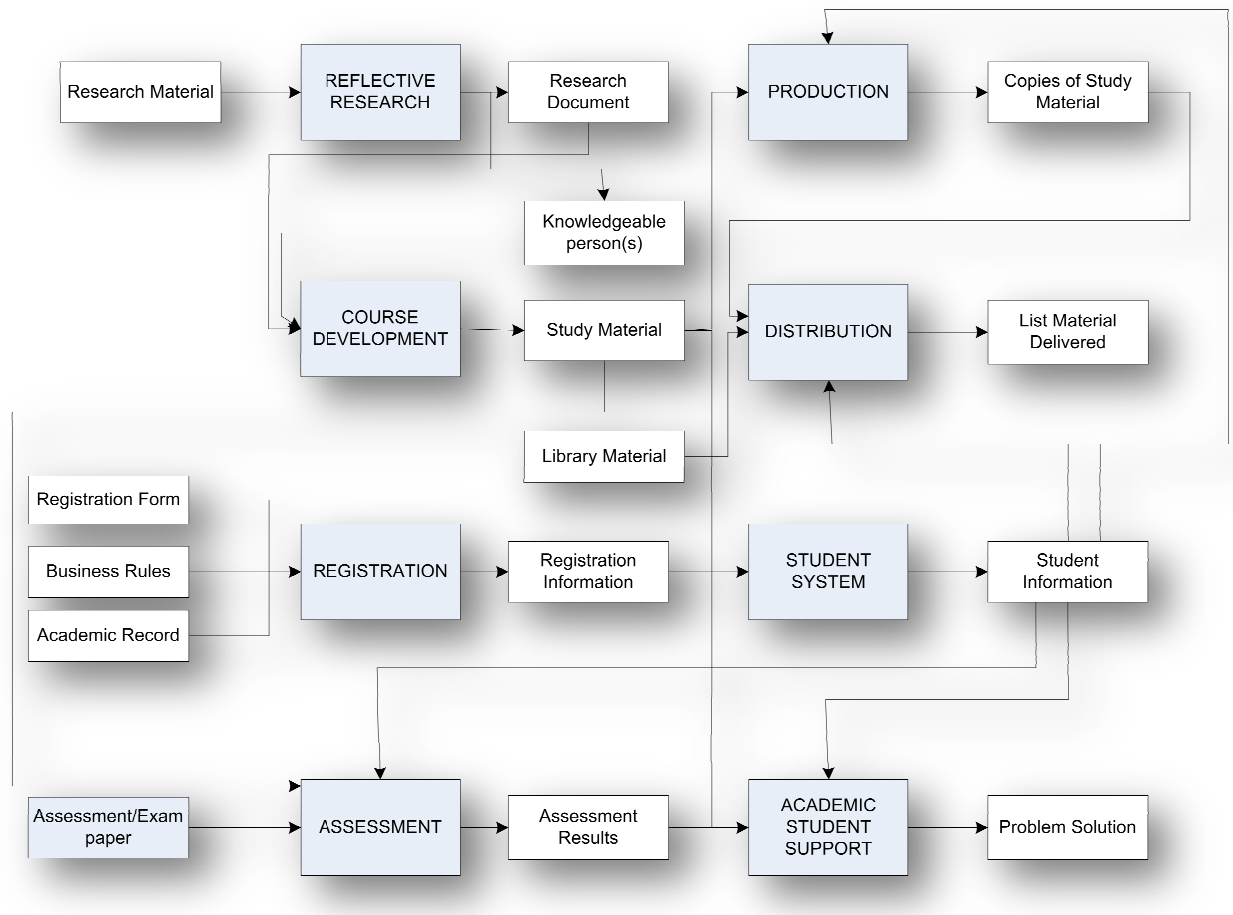 Research Material
REFLECTIVE
RESEARCH
Research
Document
PRODUCTION
Copies of Study
Material
Knowledgeable
person(s)
COURSE
DEVELOPMENT
Study Material
DISTRIBUTION
List Material
Delivered
Library Material
Registration Form
Business Rules
Academic Record
REGISTRATION
Registration
Information
STUDENT
SYSTEM
Student
Information
Assessment/Exam
paper
ASSESSMENT
Assessment
Results
ACADEMIC
STUDENT
SUPPORT
Problem Solution